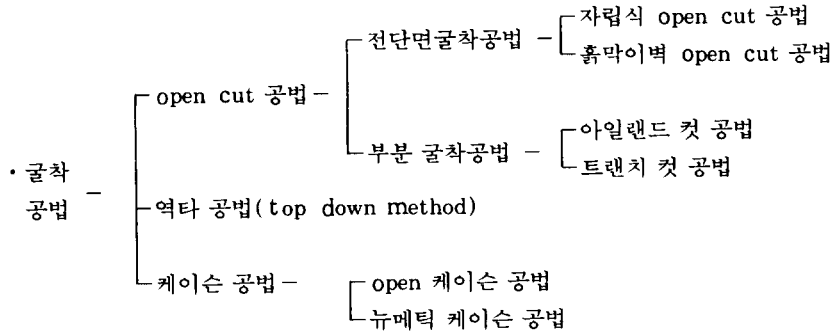 자립식 open cut 공법
전단면굴착공법
흙막이벽 open cut 공법
open cut 공법
아일랜드 컷 공법
부분 굴착공법
트랜치 컷 공법
· 굴착
공법
역타 공법(top down method)
open 케이슨 공법
케이슨 공법
뉴메틱 케이슨 공법